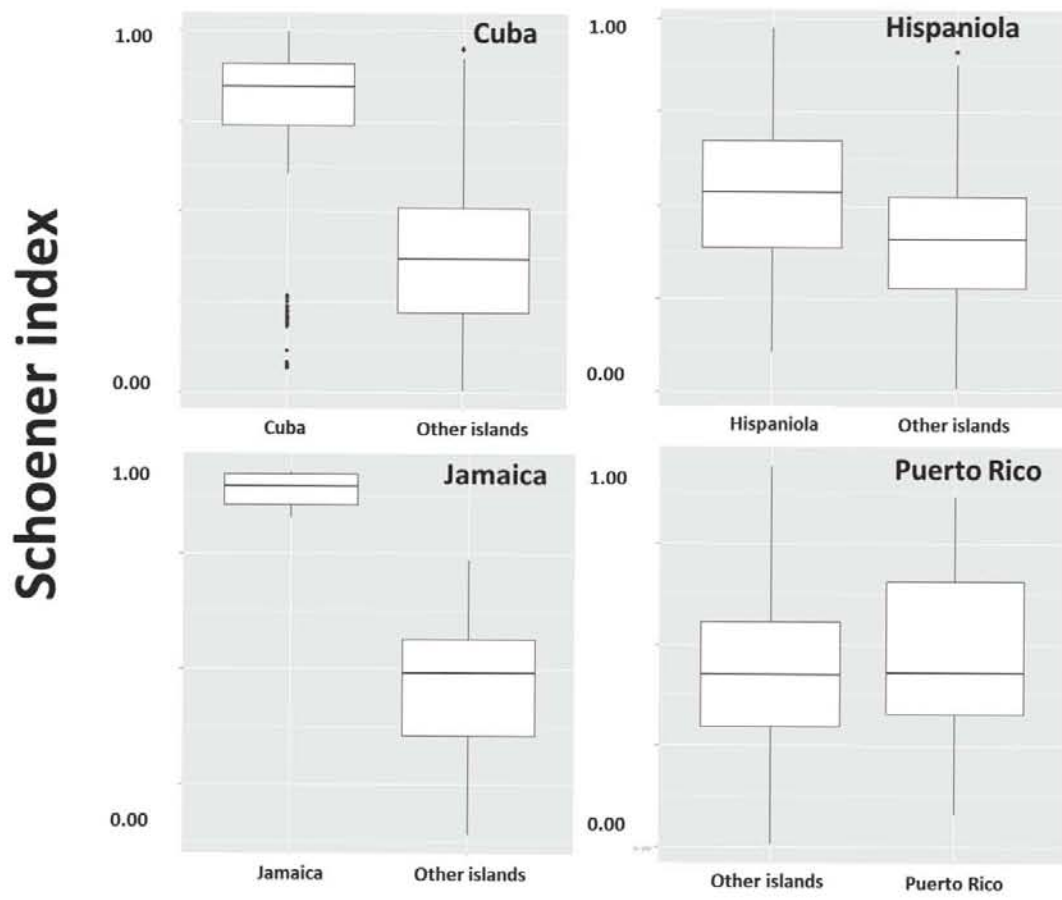 Schoener index
Cuba
1.00
0.00
Cuba
Other islands
Hispaniola
1.00
0.00
Hispaniola
Other islands
Jamaica
1.00
0.00
Jamaica
Other islands
Puerto Rico
1.00
0.00
Other islands
Puerto Rico